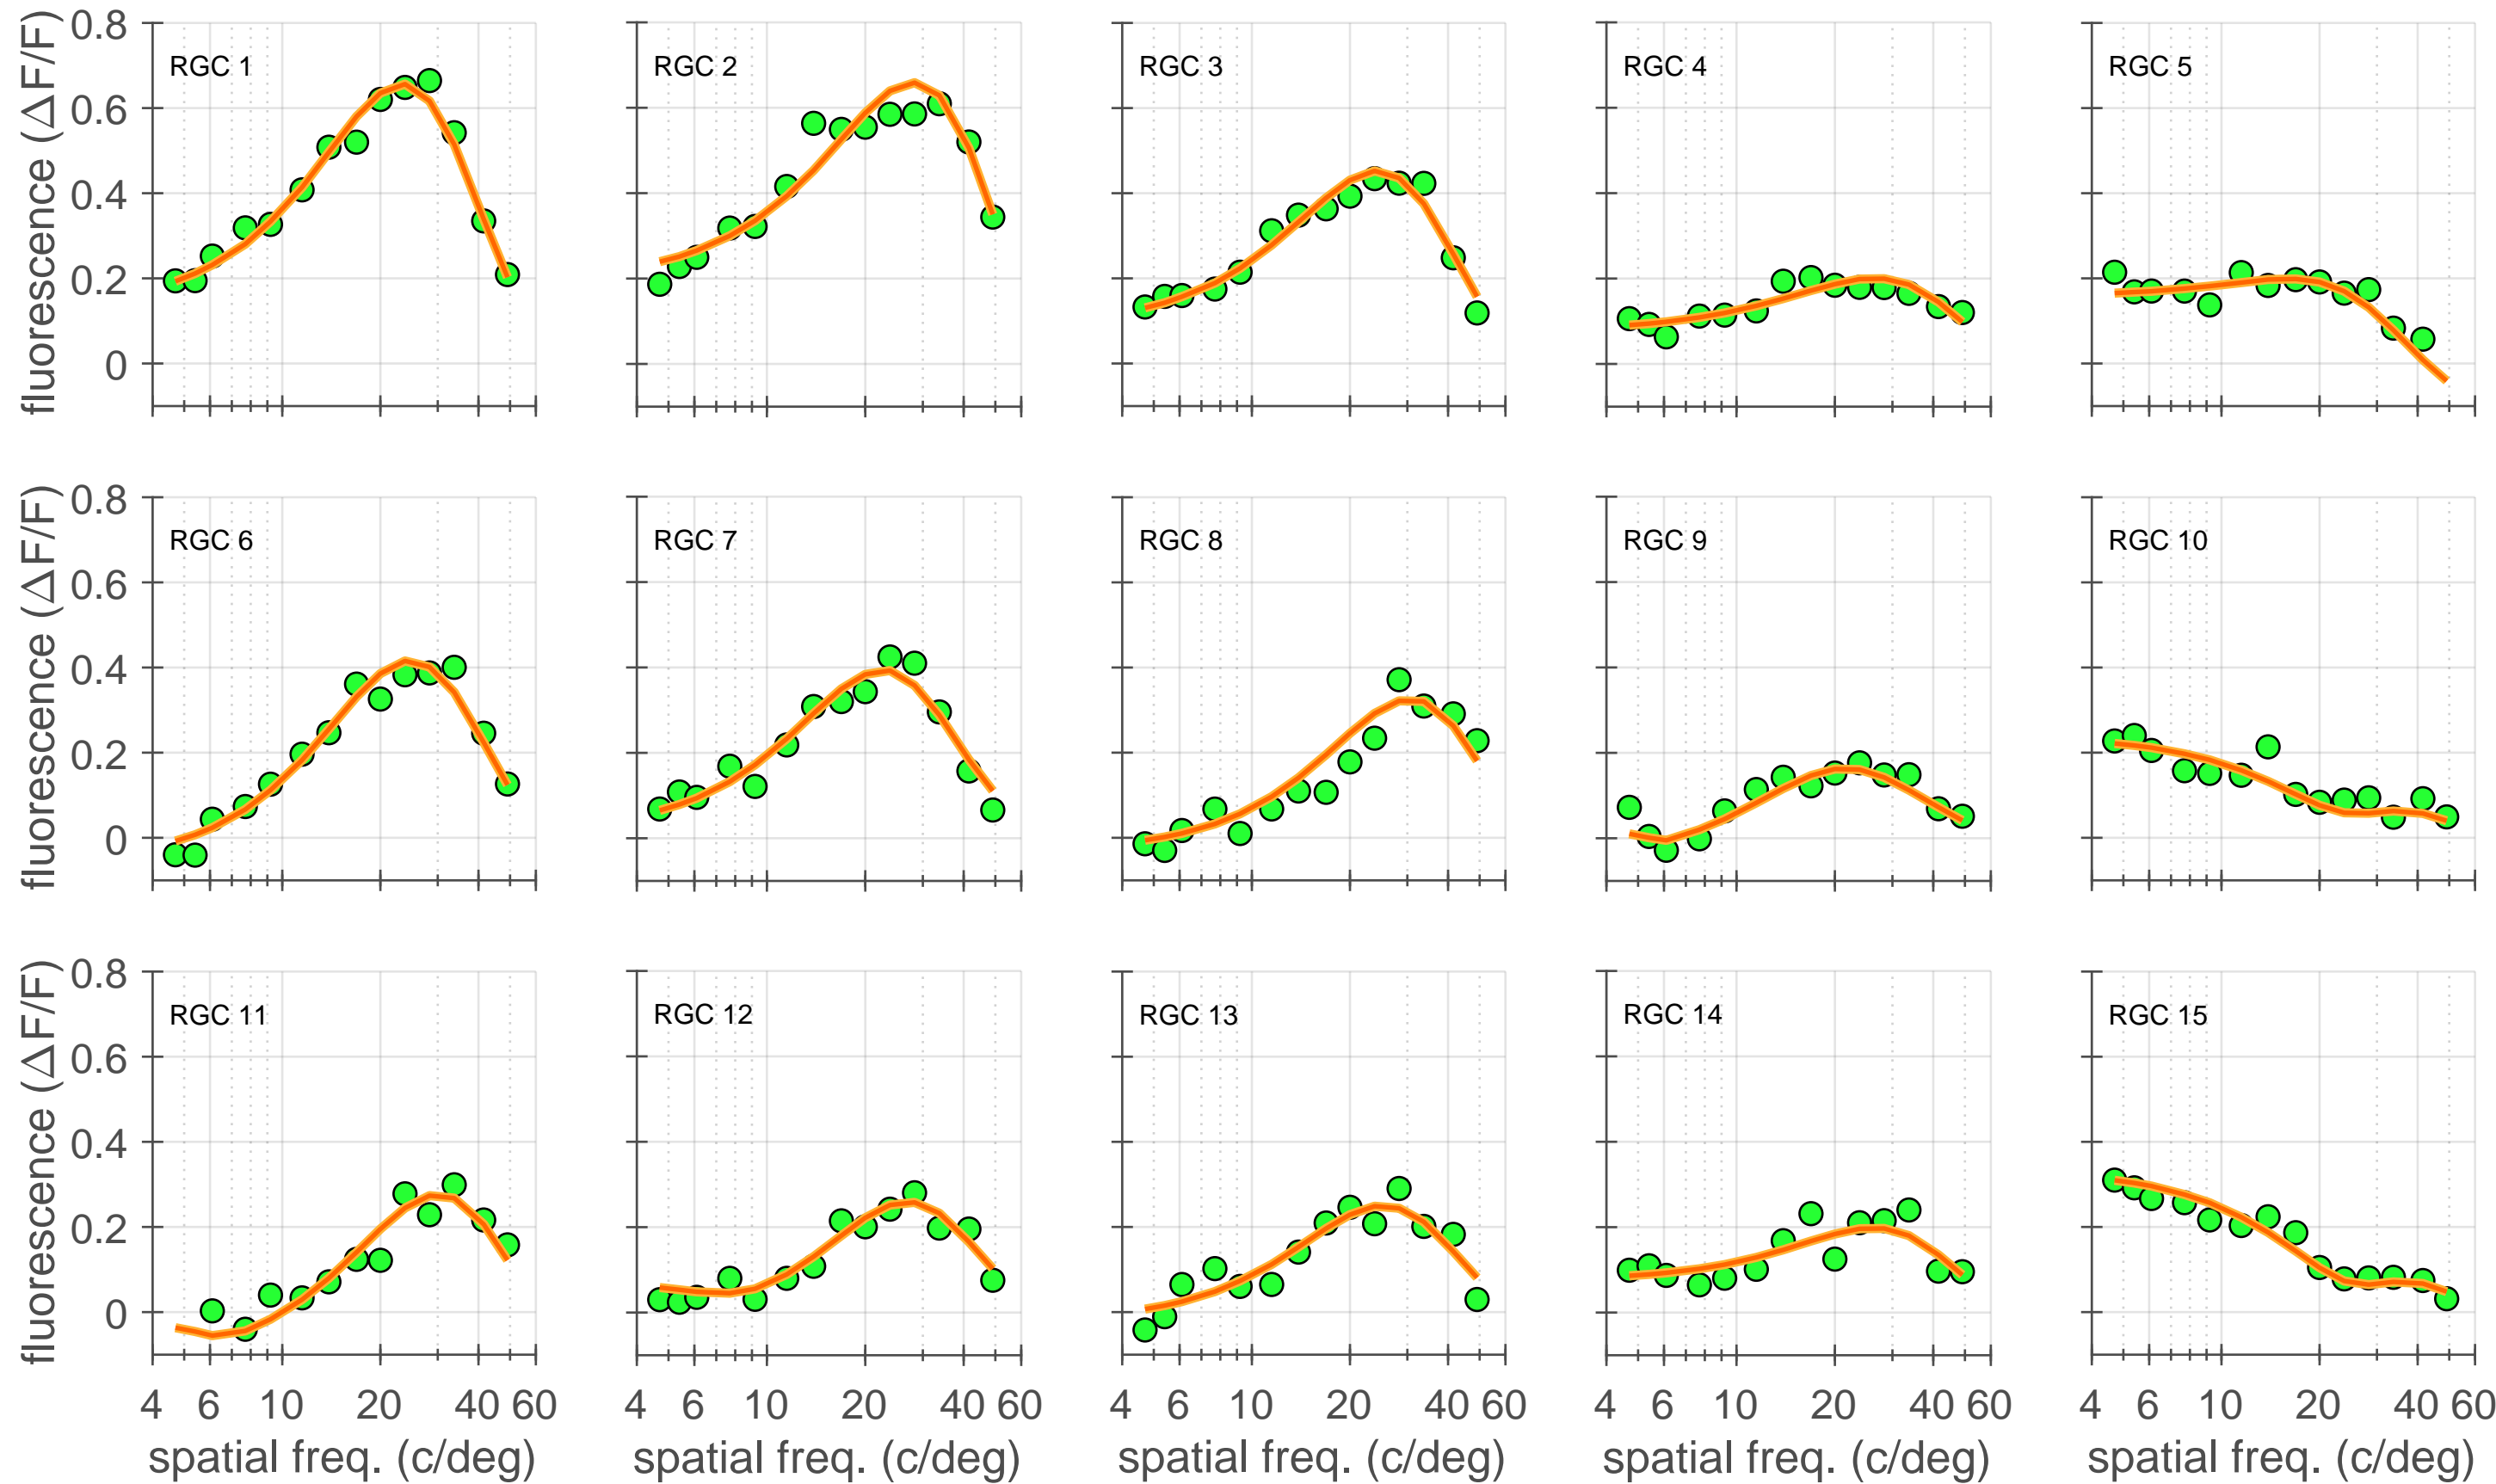 fluorescence (ΔF/F)
0.8
0.6
0.4
0.2
0
RGC 1
RGC 2
RGC 3
RGC 4
RGC 5
fluorescence (ΔF/F)
0.8
0.6
0.4
0.2
0
RGC 6
RGC 7
RGC 8
RGC 9
RGC 10
fluorescence (ΔF/F)
0.8
0.6
0.4
0.2
0
RGC 11
RGC 12
RGC 13
RGC 14
RGC 15
4 6 10 20 40 60
4 6 10 20 40 60
4 6 10 20 40 60
4 6 10 20 40 60
4 6 10 20 40 60
spatial freq. (c/deg)
spatial freq. (c/deg)
spatial freq. (c/deg)
spatial freq. (c/deg)
spatial freq. (c/deg)